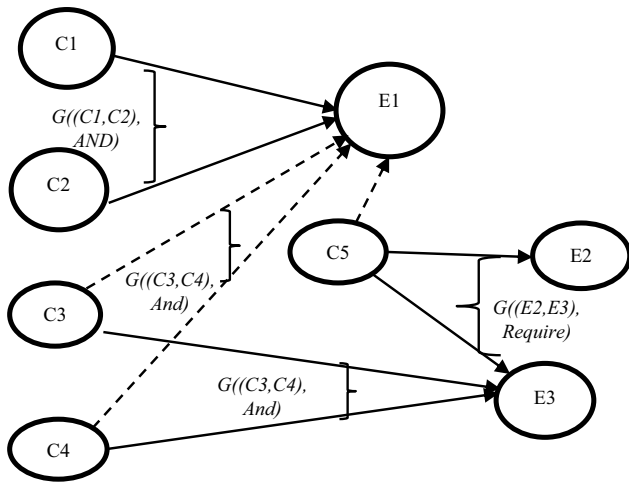 C1
E1
G((C1,C2),
AND)
C2
C5
E2
G((C3,C4),
And)
G((E2,E3),
Require)
C3
G((C3,C4),
And)
E3
C4